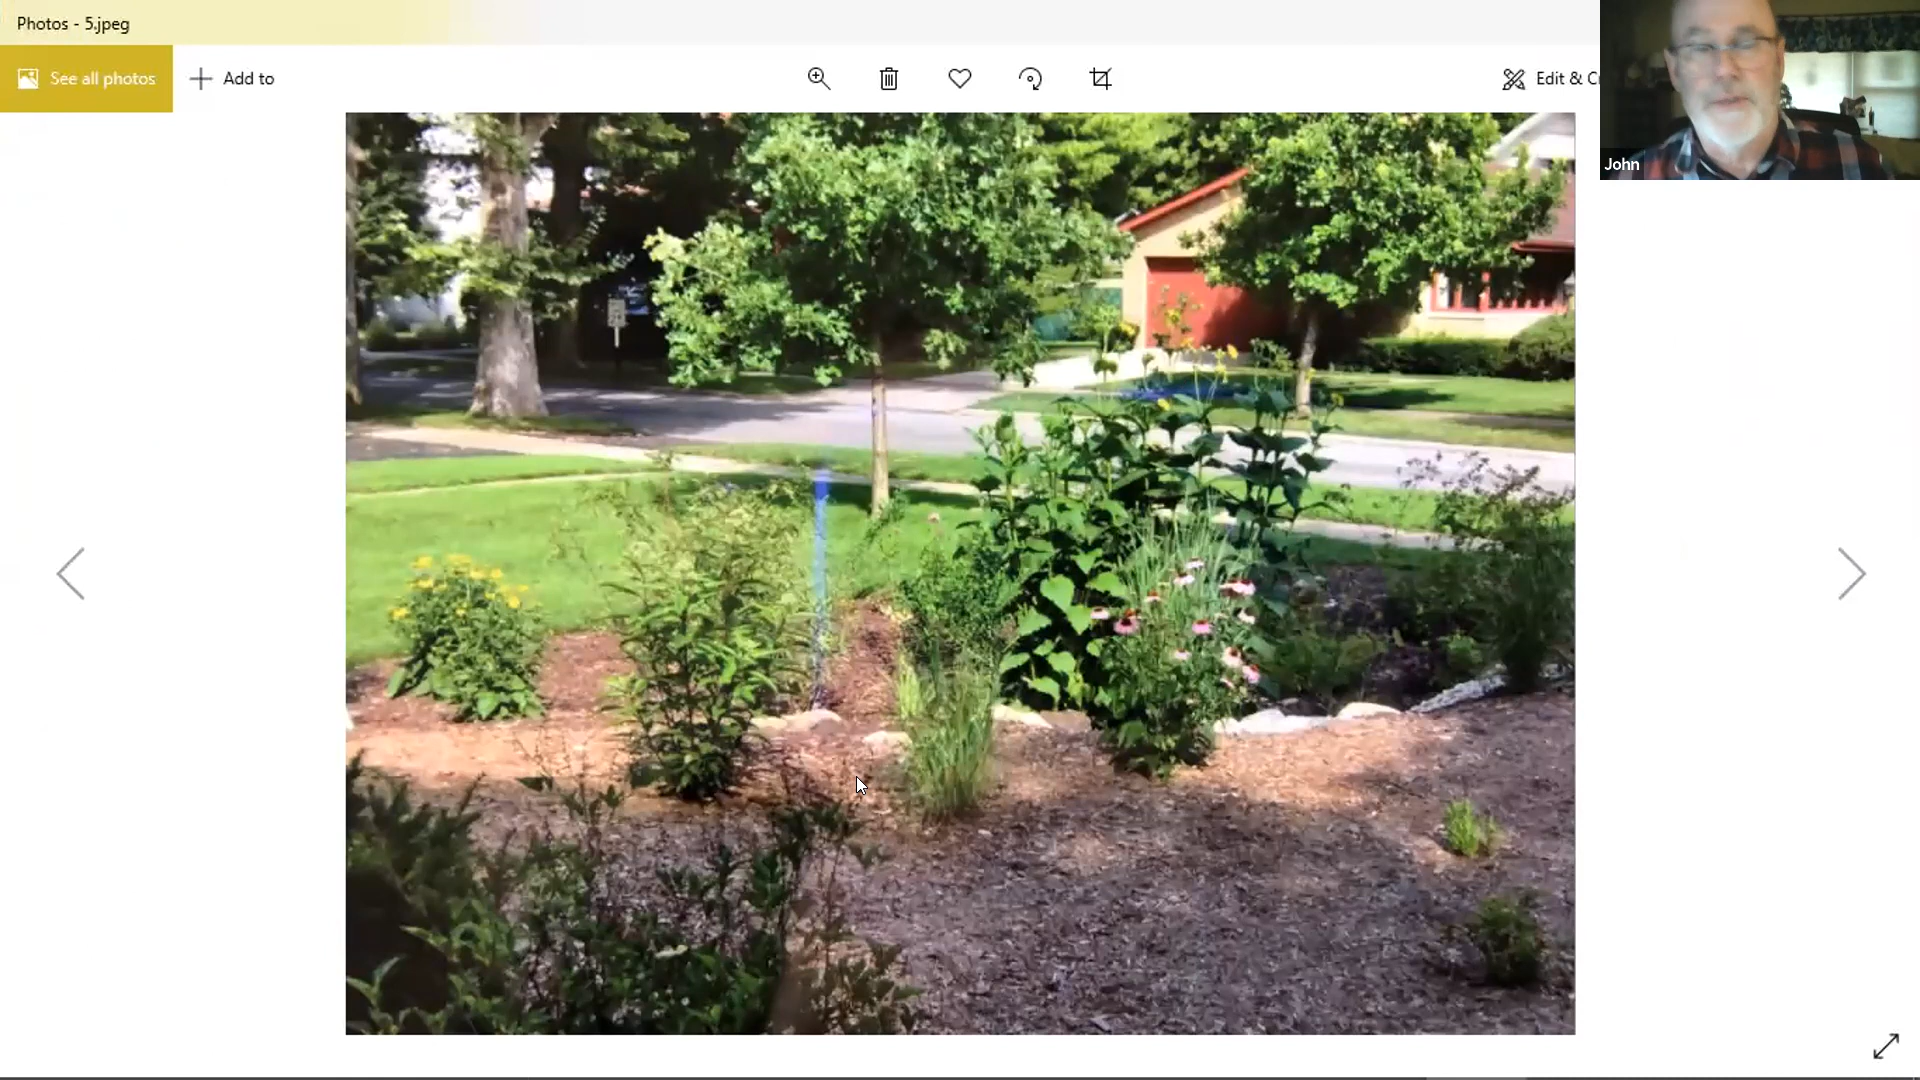 Photos - 5.jpeg
See all photos
Add to
Edit & C
John